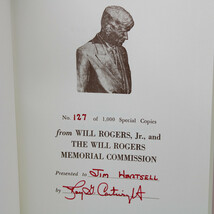 No. 127 of 1,000 Special Copies
from WILL ROGERS, Jr., and
THE WILL ROGERS
MEMORIAL COMMISSION
Presented to Jim Hartsell
by Cartwright